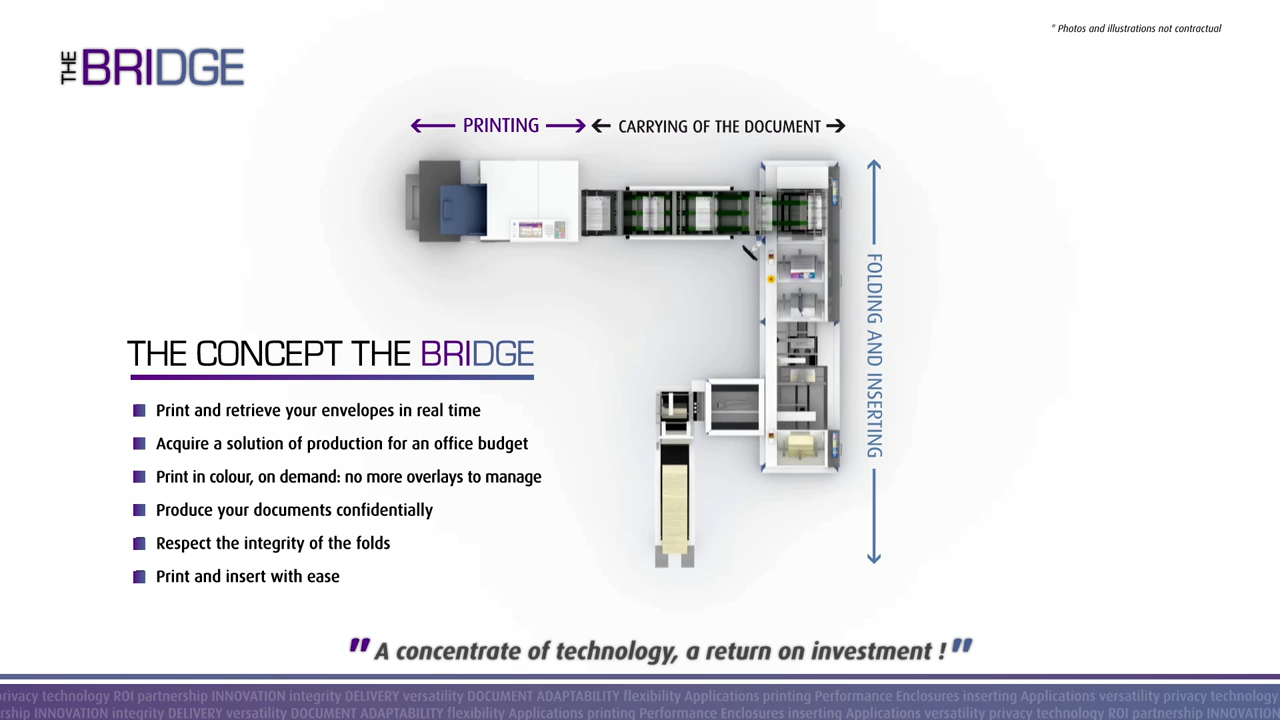 * Photos and illustrations not contractual
THE BRIDGE
PRINTING
CARRYING OF THE DOCUMENT
FOLDING AND INSERTING
THE CONCEPT THE BRIDGE
Print and retrieve your envelopes in real time
Acquire a solution of production for an office budget
Print in colour, on demand: no more overlays to manage
Produce your documents confidentially
Respect the integrity of the folds
Print and insert with ease
" A concentrate of technology, a return on investment ! "
privacy technology ROI partnership INNOVATION integrity DELIVERY versatility DOCUMENT ADAPTABILITY flexibility Applications printing Performance Enclosures inserting Applications versatility privacy technology
rship INNOVATION integrity DELIVERY versatility DOCUMENT ADAPTABILITY flexibility Applications printing Performance Enclosures inserting Applications versatility privacy technology ROI partnership INNOVATION